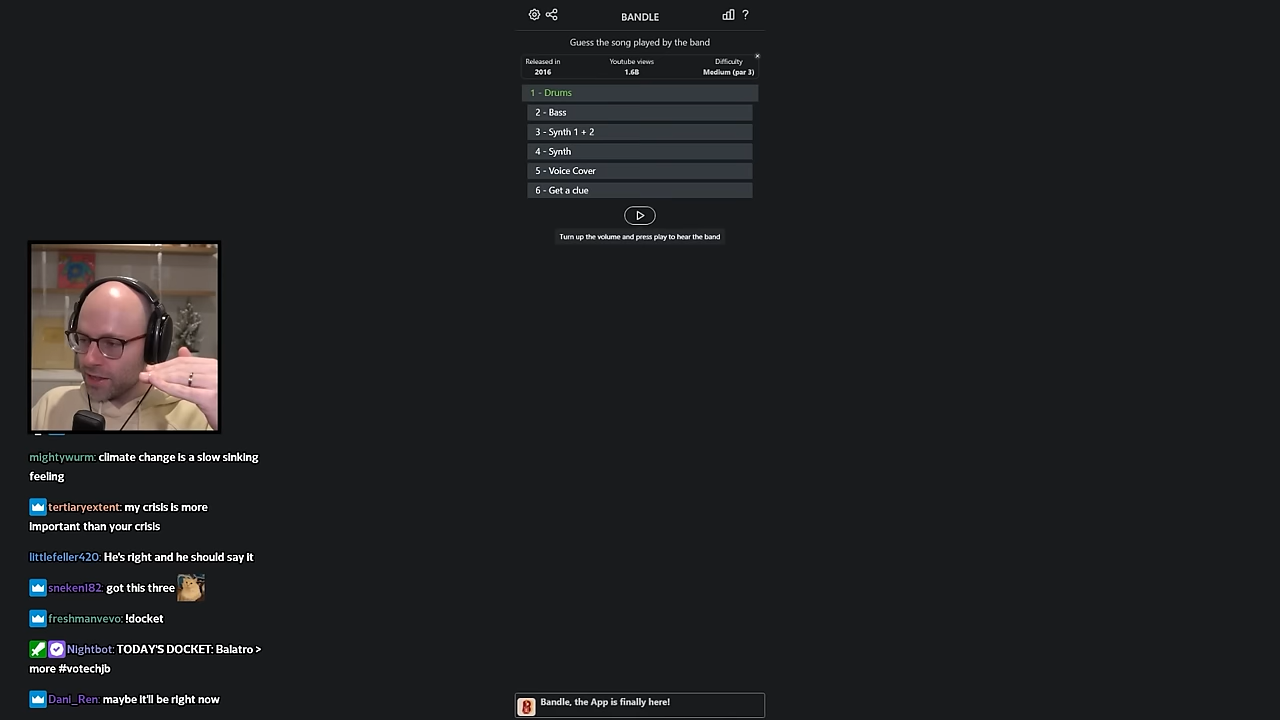 BANDLE
?
Guess the song played by the band
Released in
2016
Youtube views
1.6B
Difficulty
Medium (par 3)
1 - Drums
2 - Bass
3 - Synth 1 + 2
4 - Synth
5 - Voice Cover
6 - Get a clue
Turn up the volume and press play to hear the band
mightywurm: climate change is a slow sinking
feeling
tertiaryextent: my crisis is more
important than your crisis
littlefeller420: He's right and he should say it
sneken182: got this three
freshmanvevo: !docket
Nightbot: TODAY'S DOCKET: Balatro >
more #votechjb
Dani_Ren: maybe it'll be right now
Bandle, the App is finally here!